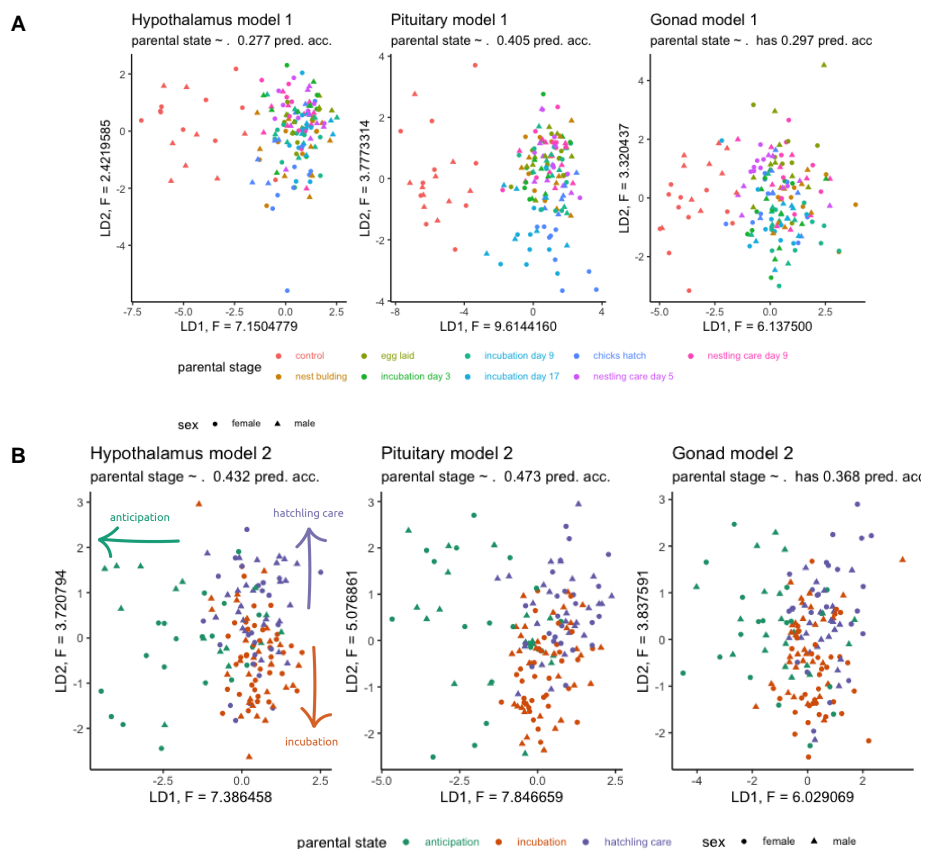 A
Hypothalamus model 1
parental state ~ .  0.277 pred. acc.
2
0
-2
-4
LD2, F = 2.4219585
-7.5 -5.0 -2.5 0.0 2.5
LD1, F = 7.1504779
Pituitary model 1
parental state ~ .  0.405 pred. acc.
4
2
0
-2
-4
LD2, F = 3.7773314
-8 -4 0 4
LD1, F = 9.6144160
Gonad model 1
parental state ~ .  has 0.297 pred. acc
4
2
0
-2
LD2, F = 3.320437
-5.0 -2.5 0.0 2.5
LD1, F = 6.137500
parental stage
control egg laid incubation day 9 chicks hatch nestling care day 9
nest bulding incubation day 3 incubation day 17 nestling care day 5
sex female male
B
Hypothalamus model 2
parental stage ~ .  0.432 pred. acc.
anticipation
hatchling care
incubation
3
2
1
0
-1
-2
LD2, F = 3.720794
-2.5 0.0 2.5
LD1, F = 7.386458
Pituitary model 2
parental stage ~ .  0.473 pred. acc.
3
2
1
0
-1
-2
LD2, F = 5.076861
-5.0 -2.5 0.0 2.5
LD1, F = 7.846659
Gonad model 2
parental stage ~ .  has 0.368 pred. acc
3
2
1
0
-1
-2
LD2, F = 3.837591
-4 -2 0 2
LD1, F = 6.029069
parental state anticipation incubation hatchling care sex female male